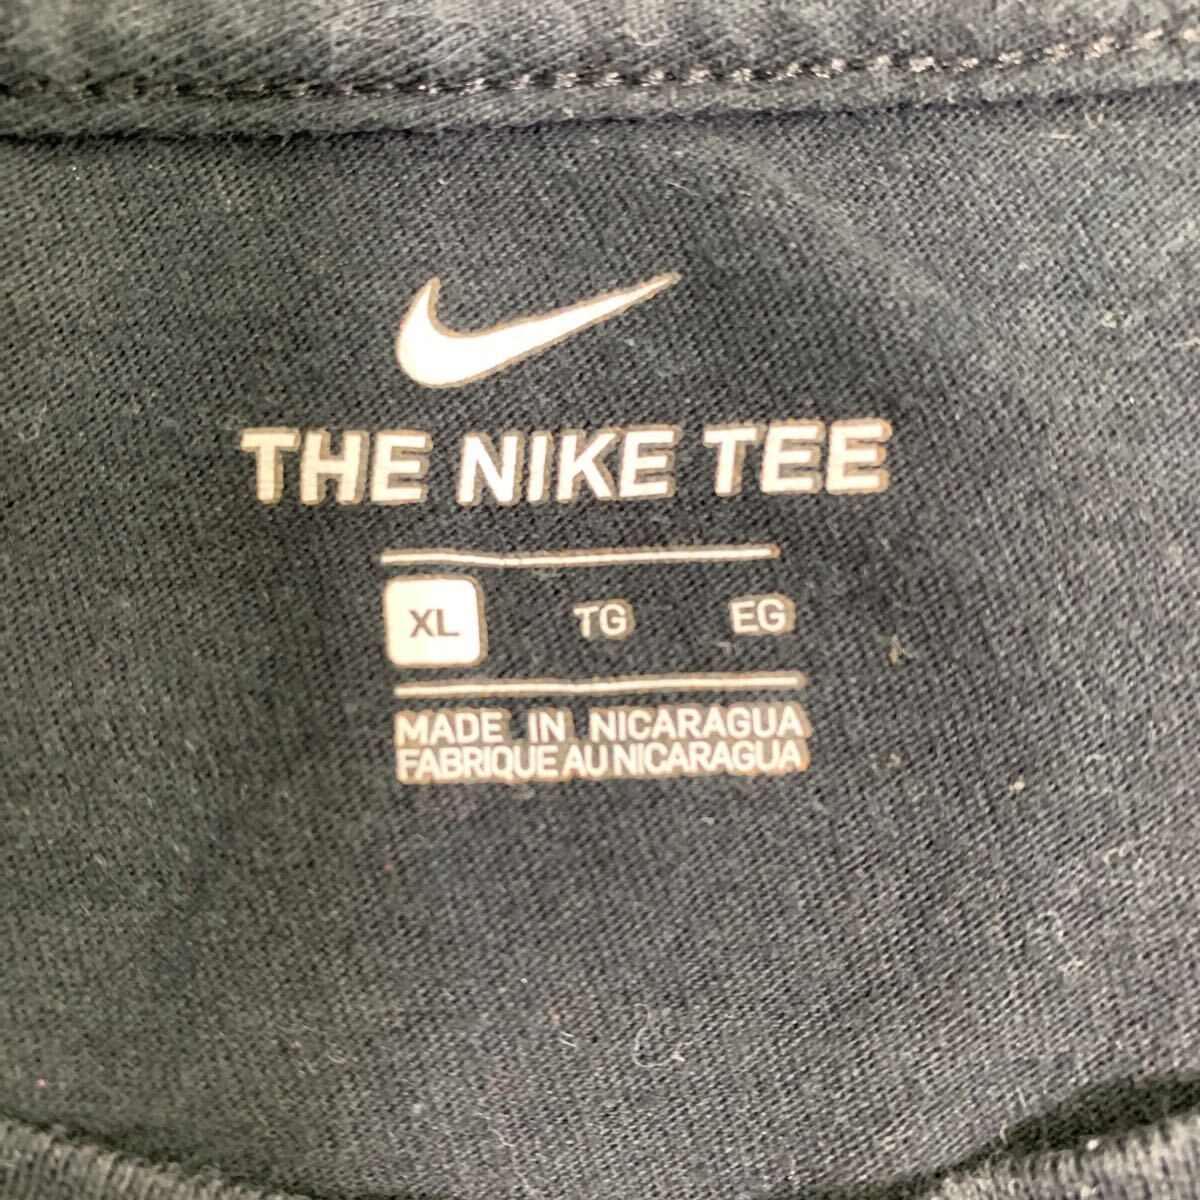 THE NIKE TEE
XL TG EG
MADE IN NICARAGUA
FABRIQUE AU NICARAGUA